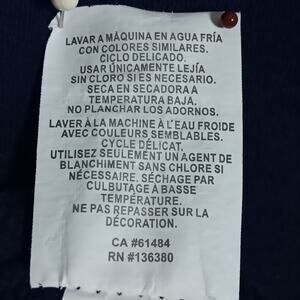 LAVAR A MÁQUINA EN AGUA FRÍA
CON COLORES SIMILARES.
CICLO DELICADO.
USAR ÚNICAMENTE LEJÍA
SIN CLORO SI ES NECESARIO.
SECA EN SECADORA A
TEMPERATURA BAJA.
NO PLANCHAR LOS ADORNOS.
LAVER À LA MACHINE À L'EAU FROIDE
AVEC COULEURS SEMBLABLES.
CYCLE DÉLICAT.
UTILISEZ SEULEMENT UN AGENT DE
BLANCHIMENT SANS CHLORE SI
NÉCESSAIRE. SÉCHAGE PAR
CULBUTAGE À BASSE
TEMPÉRATURE.
NE PAS REPASSER SUR LA
DÉCORATION.
CA #61484
RN #136380